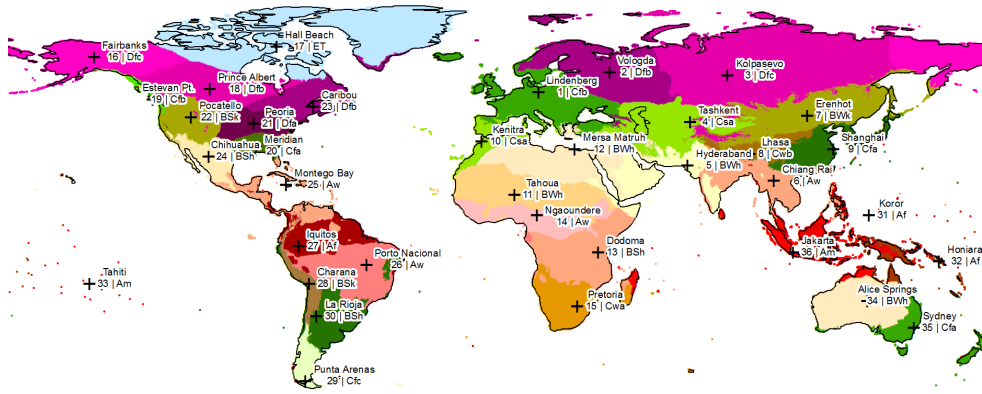 Fairbanks
16 | Dfc
Hall Beach
17 | ET
Prince Albert
18 | Dfb
Estevan Pt.
19 | Cfb
Pocatello
22 | BSk
Peoria
21 | Dfa
Caribou
23 | Dfb
Meridian
20 | Cfa
Chihuahua
24 | BSh
Montego Bay
25 | Aw
Iquitos
27 | Af
Porto Nacional
26 | Aw
Charana
28 | BSk
La Rioja
30 | BSh
Punta Arenas
29 | Cfc
Tahiti
33 | Am
Vologda
2 | Dfb
Kolpasevo
3 | Dfc
Lindenberg
1 | Cfb
Tashkent
4 | Csa
Erenhot
7 | BWk
Kenitra
10 | Csa
Mersa Matruh
12 | BWh
Hyderaband
5 | BWh
Lhasa
8 | Cwb
Shanghai
9 | Cfa
Chiang Rai
6 | Aw
Tahoua
11 | BWh
Ngaoundere
14 | Aw
Dodoma
13 | BSh
Pretoria
15 | Cwa
Koror
31 | Af
Jakarta
36 | Am
Honiara
32 | Af
Alice Springs
34 | BWh
Sydney
35 | Cfa